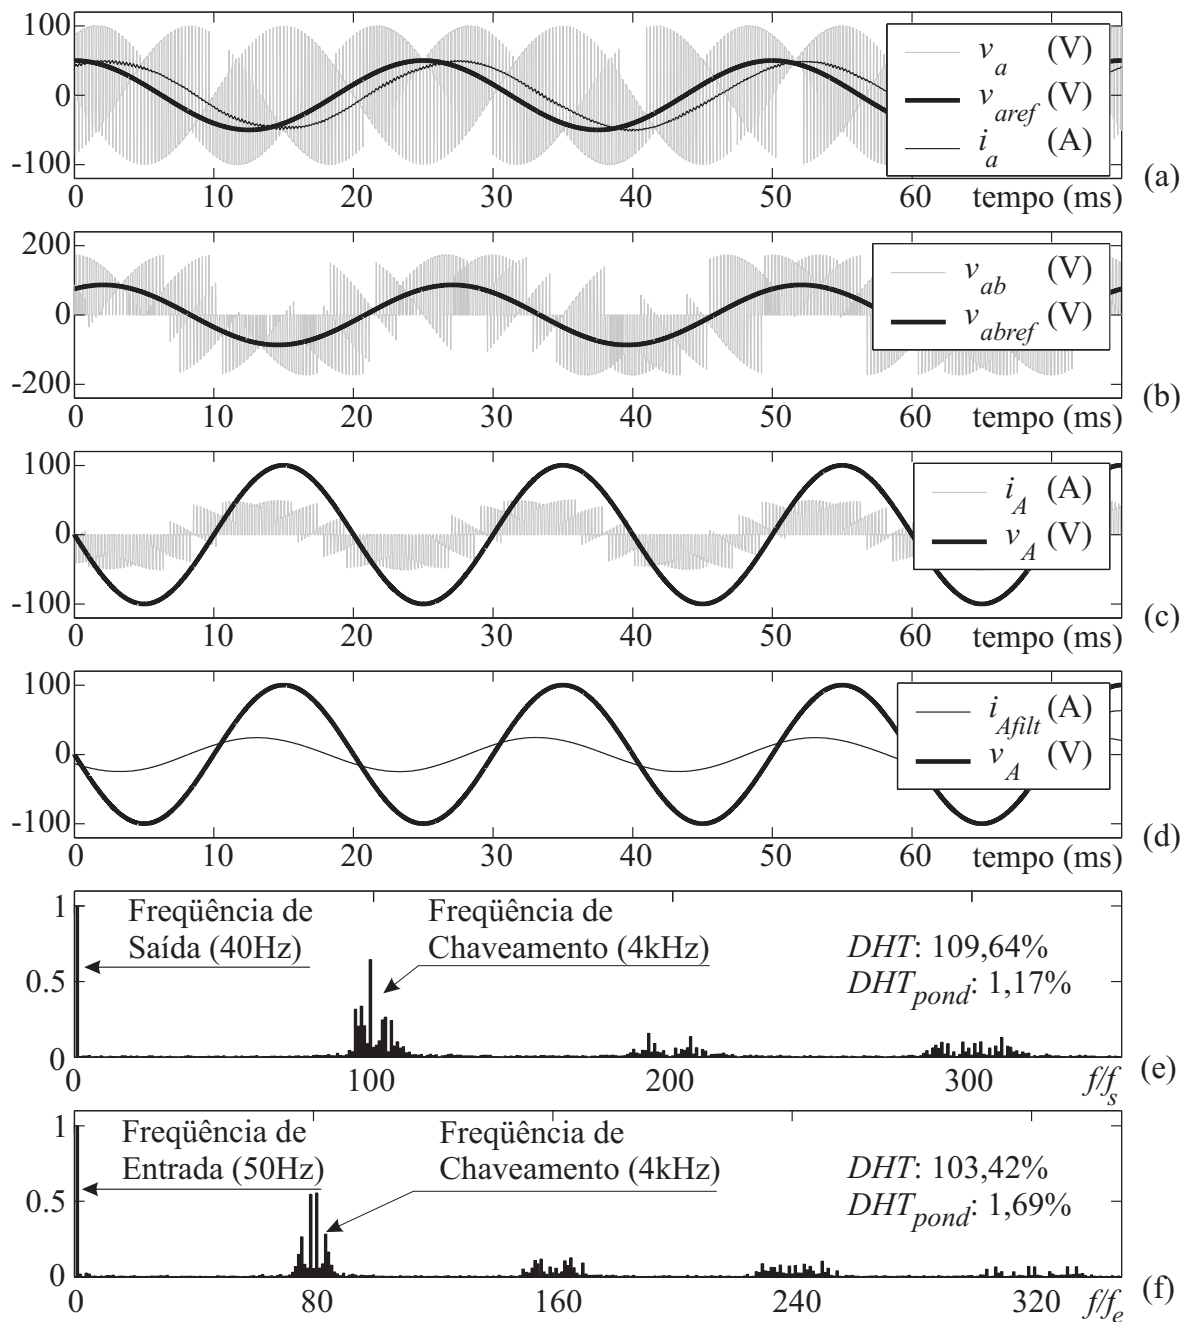 100
0
-100
v_a (V)
v_aref (V)
i_a (A)
0 10 20 30 40 50 60 tempo (ms)
(a)
200
0
-200
v_ab (V)
v_abref (V)
0 10 20 30 40 50 60 tempo (ms)
(b)
100
0
-100
i_A (A)
v_A (V)
0 10 20 30 40 50 60 tempo (ms)
(c)
100
0
-100
i_Afilt (A)
v_A (V)
0 10 20 30 40 50 60 tempo (ms)
(d)
1
0.5
0
Freqüência de
Saída (40Hz)
Freqüência de
Chaveamento (4kHz)
DHT: 109,64%
DHT_pond: 1,17%
0 100 200 300 f/f_s
(e)
1
0.5
0
Freqüência de
Entrada (50Hz)
Freqüência de
Chaveamento (4kHz)
DHT: 103,42%
DHT_pond: 1,69%
0 80 160 240 320 f/f_e
(f)